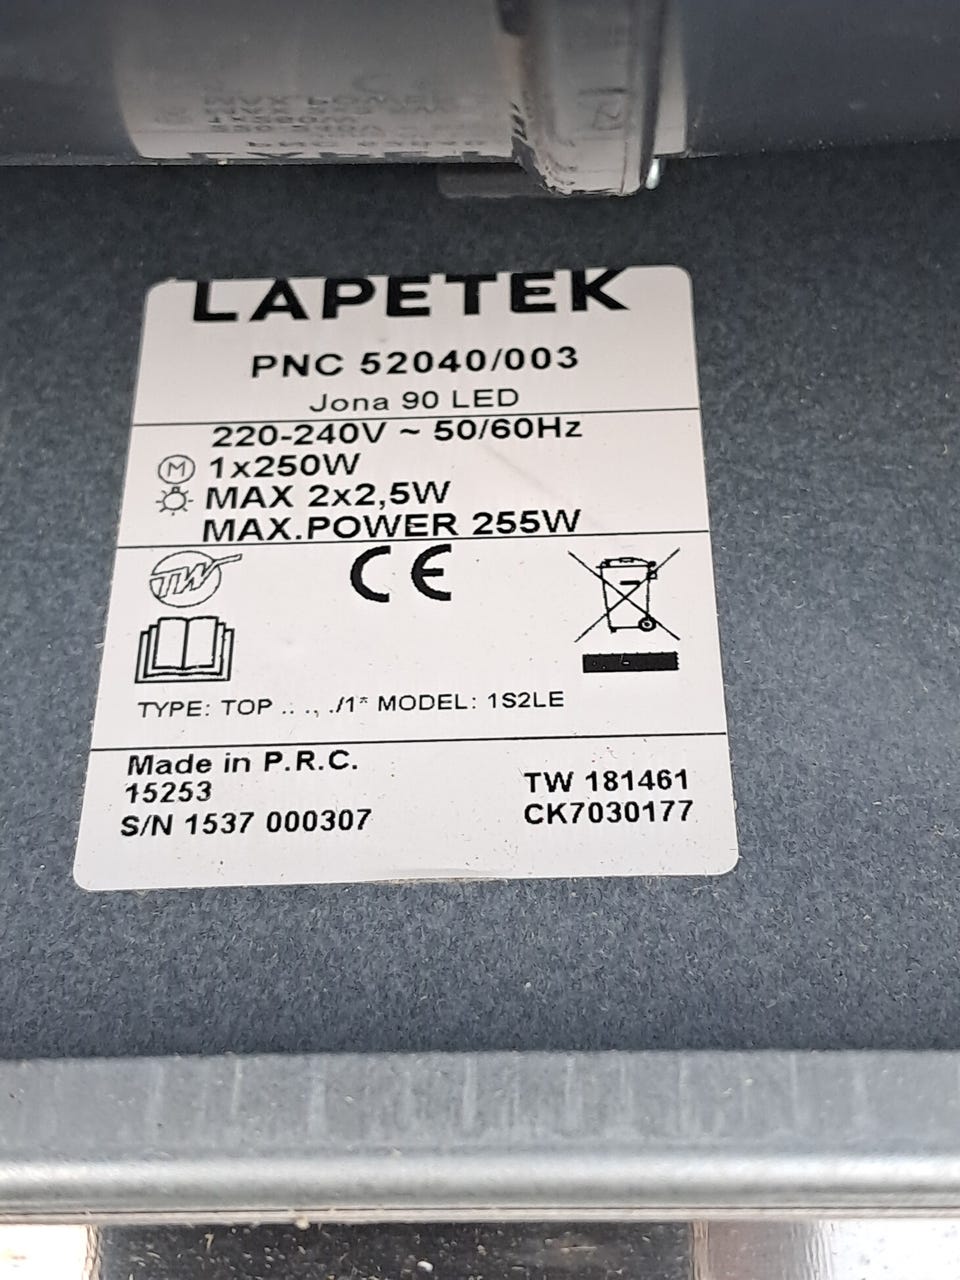 LAPETEK
PNC 52040/003
Jona 90 LED
220-240V ~ 50/60Hz
M 1x250W
MAX 2x2,5W
MAX.POWER 255W
TW CE
TYPE: TOP .. ., ./1* MODEL: 1S2LE
Made in P.R.C.
15253 TW 181461
S/N 1537 000307 CK7030177